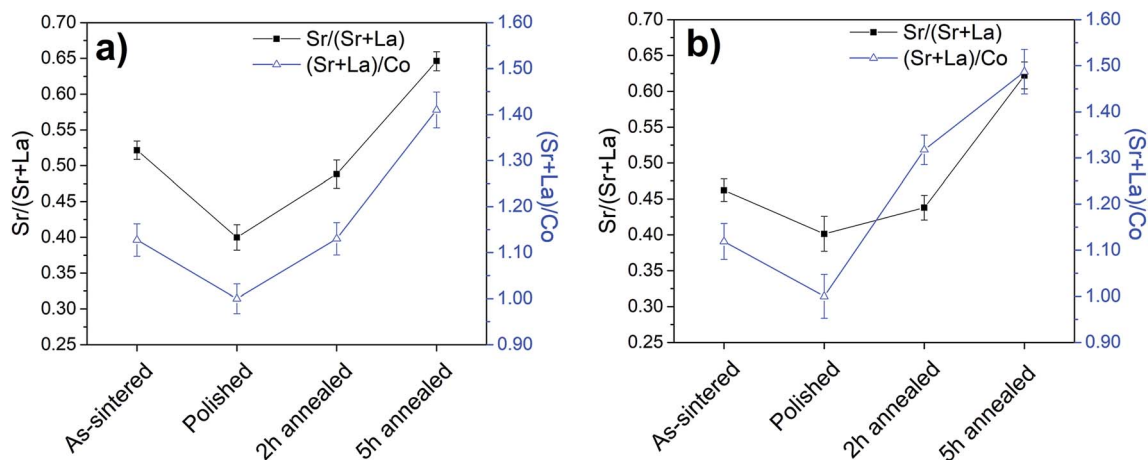 a)
Sr/(Sr+La)
(Sr+La)/Co
0.70
0.65
0.60
0.55
0.50
0.45
0.40
0.35
0.30
0.25
Sr/(Sr+La)
1.60
1.50
1.40
1.30
1.20
1.10
1.00
0.90
(Sr+La)/Co
As-sintered
Polished
2h annealed
5h annealed
b)
Sr/(Sr+La)
(Sr+La)/Co
0.70
0.65
0.60
0.55
0.50
0.45
0.40
0.35
0.30
0.25
Sr/(Sr+La)
1.60
1.50
1.40
1.30
1.20
1.10
1.00
0.90
(Sr+La)/Co
As-sintered
Polished
2h annealed
5h annealed